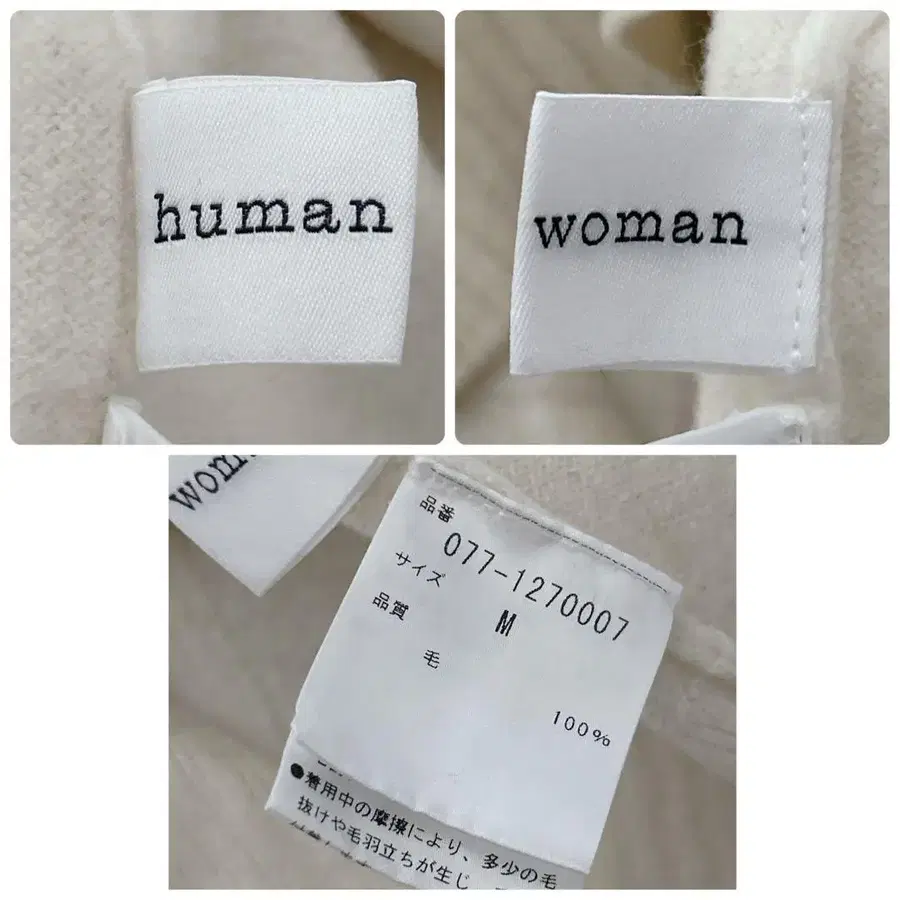 human
woman
wom
品番
077-1270007
サイズ
M
品質
毛
100%
●着用中の摩擦により、多少の毛
抜けや毛羽立ちが生じ